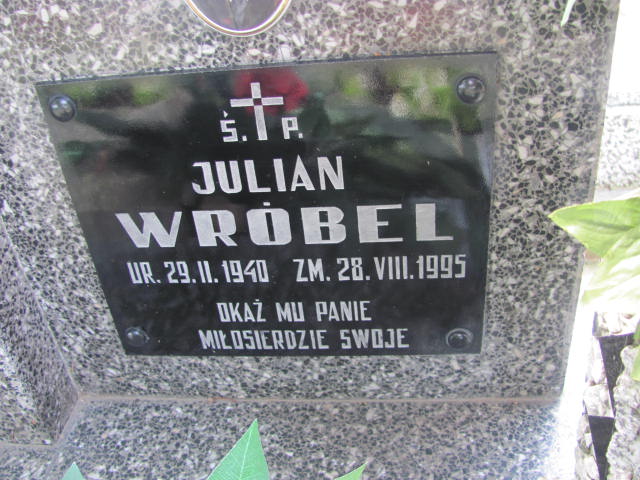 Ś. P.
JULIAN
WRÓBEL
UR. 29.II.1940 ZM. 28.VIII.1995
OKAŻ MU PANIE
MIŁOSIERDZIE SWOJE